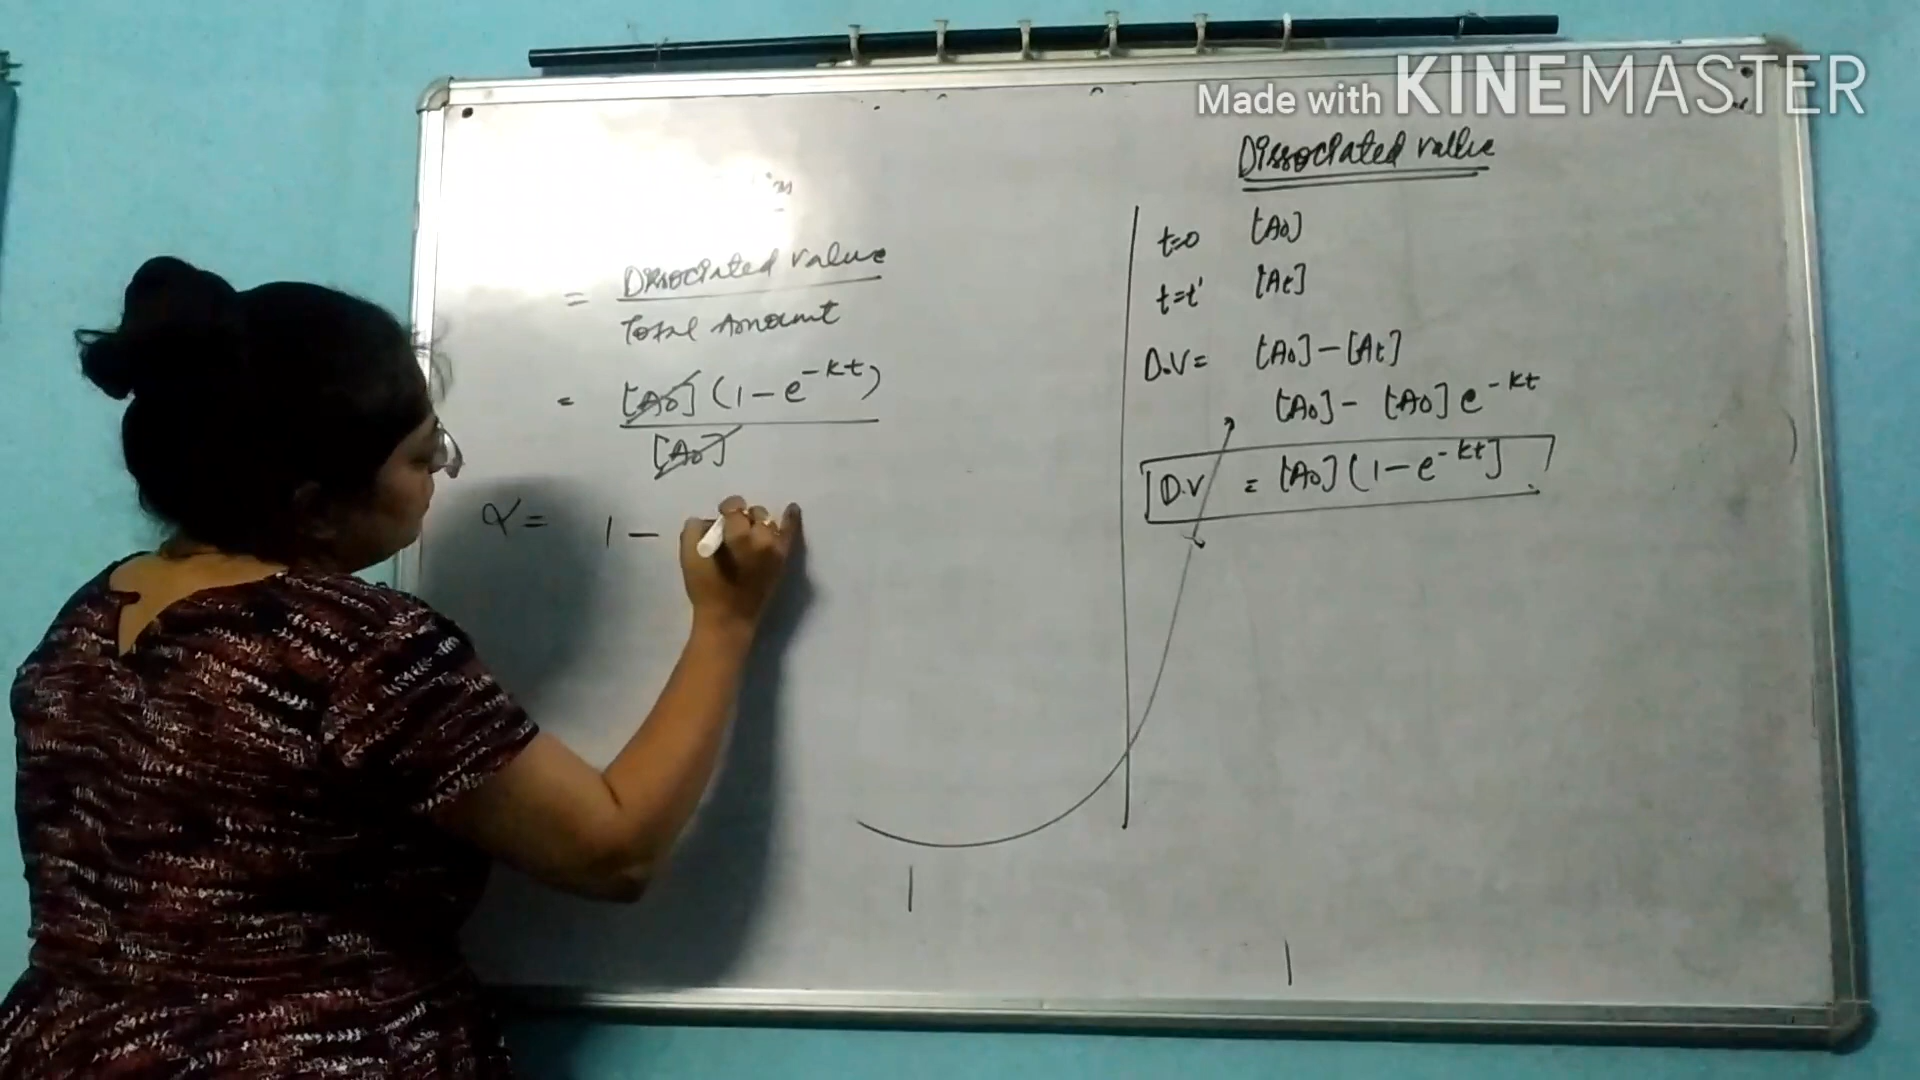 Made with KINEMASTER
= Dissociated value
Total Amount
= [A₀] (1 - e^-kt)
[A₀]
α = 1 -
Dissociated value
t=0 [A₀]
t=t' [At]
D.V = [A₀] - [At]
[A₀] - [A₀] e^-kt
D.V = [A₀] (1 - e^-kt]